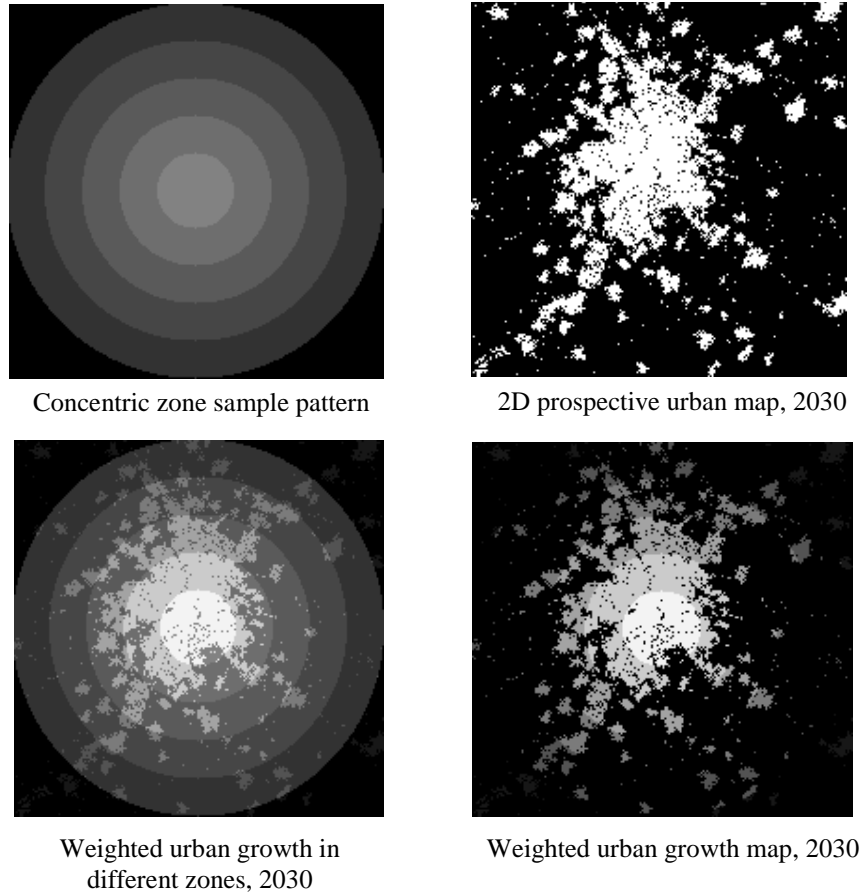 Concentric zone sample pattern
2D prospective urban map, 2030
Weighted urban growth in
different zones, 2030
Weighted urban growth map, 2030